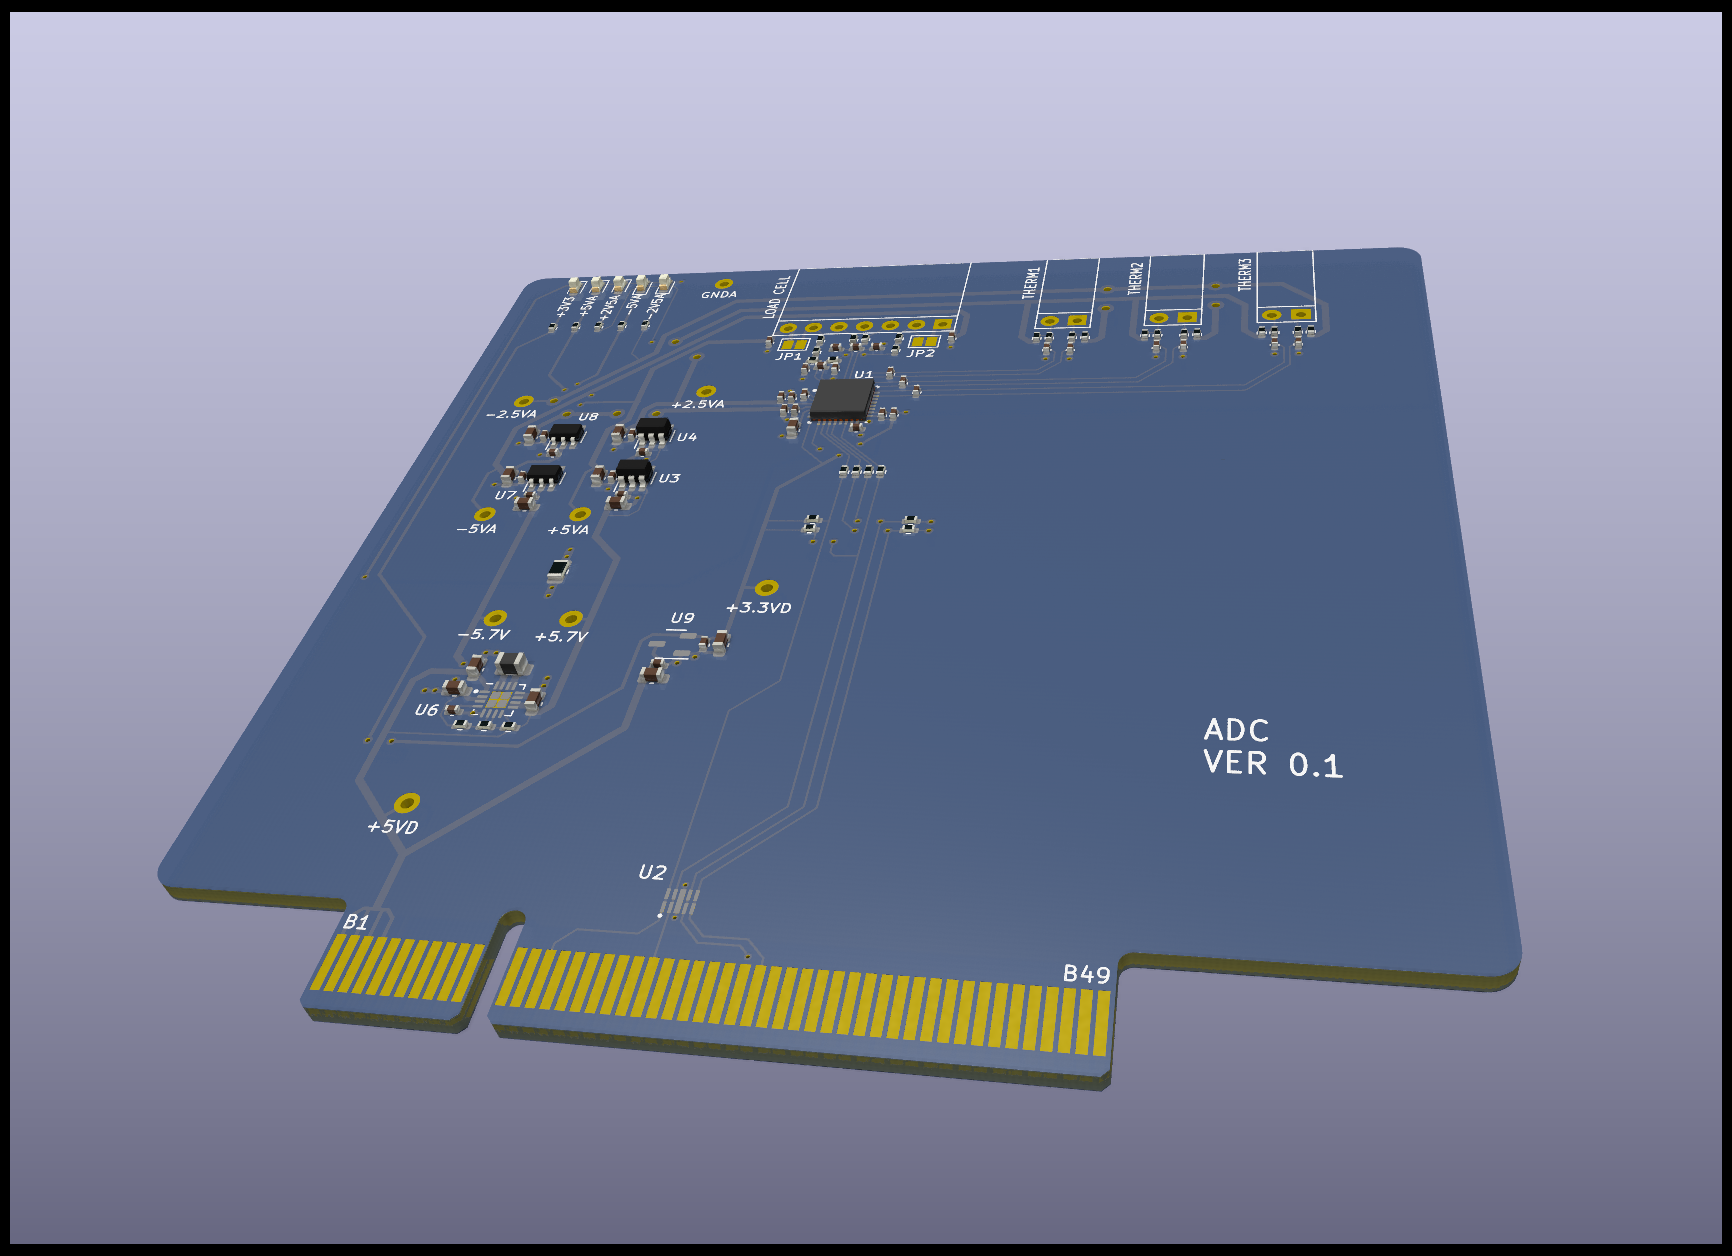 +3V3
+5VA
+2V5A
-5VA
-2V5A
GNDA
LOAD CELL
THERM1
THERM2
THERM3
JP1
JP2
U1
-2.5VA
U8
+2.5VA
U4
U7
U3
-5VA
+5VA
+3.3VD
U9
-5.7V
+5.7V
U6
ADC
VER 0.1
+5VD
U2
B1
B49